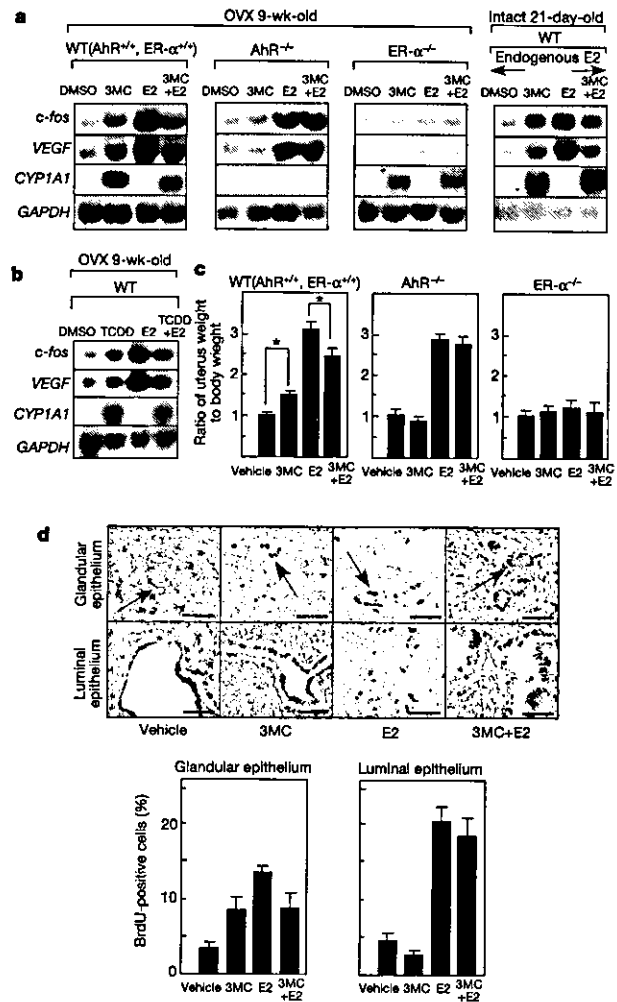 a
OVX 9-wk-old
Intact 21-day-old
WT(AhR+/+, ER-α+/+)
AhR−/−
ER-α−/−
WT
Endogenous E2
DMSO 3MC E2 3MC +E2
DMSO 3MC E2 3MC +E2
DMSO 3MC E2 3MC +E2
DMSO 3MC E2 3MC +E2
c-fos
VEGF
CYP1A1
GAPDH
b
OVX 9-wk-old
WT
DMSO TCDD E2 TCDD +E2
c-fos
VEGF
CYP1A1
GAPDH
c
WT(AhR+/+, ER-α+/+)
AhR−/−
ER-α−/−
Ratio of uterus weight to body wieght
3
2
1
*
*
Vehicle 3MC E2 3MC +E2
3
2
1
Vehicle 3MC E2 3MC +E2
3
2
1
Vehicle 3MC E2 3MC +E2
d
Glandular epithelium
Luminal epithelium
Vehicle
3MC
E2
3MC+E2
Glandular epithelium
Luminal epithelium
BrdU-positive cells (%)
20
10
0
Vehicle 3MC E2 3MC +E2
Vehicle 3MC E2 3MC +E2